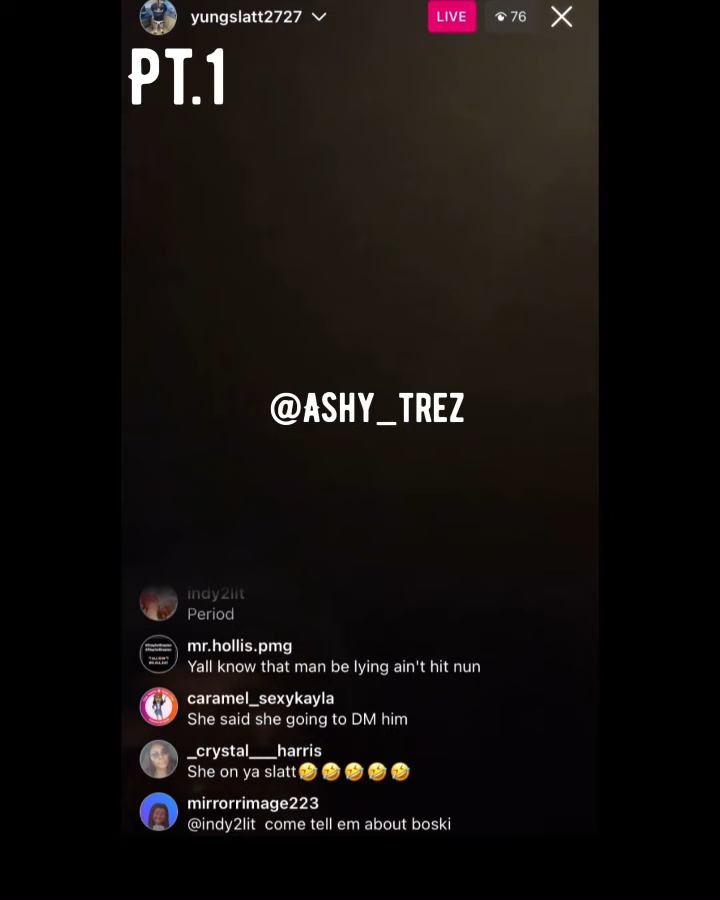 yungslatt2727
LIVE
76
PT.1
@ASHY_TREZ
indy2lit
Period
mr.hollis.pmg
Yall know that man be lying ain't hit nun
caramel_sexykayla
She said she going to DM him
_crystal___harris
She on ya slatt🤣🤣🤣🤣🤣
mirrorrimage223
@indy2lit come tell em about boski